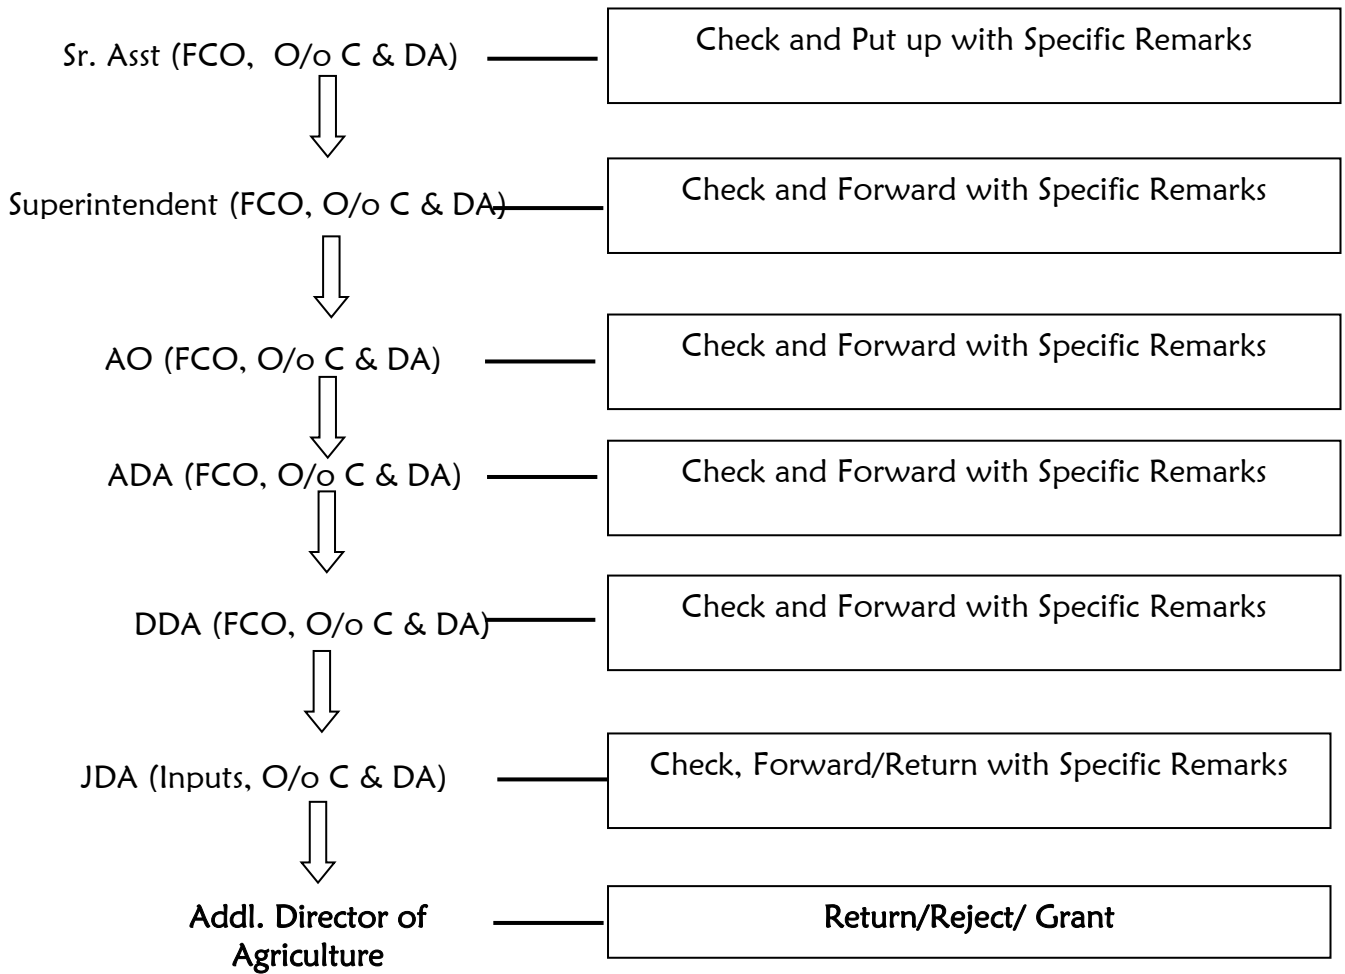 Sr. Asst (FCO, O/o C & DA)
Check and Put up with Specific Remarks
Superintendent (FCO, O/o C & DA)
Check and Forward with Specific Remarks
AO (FCO, O/o C & DA)
Check and Forward with Specific Remarks
ADA (FCO, O/o C & DA)
Check and Forward with Specific Remarks
DDA (FCO, O/o C & DA)
Check and Forward with Specific Remarks
JDA (Inputs, O/o C & DA)
Check, Forward/Return with Specific Remarks
Addl. Director of
Agriculture
Return/Reject/ Grant